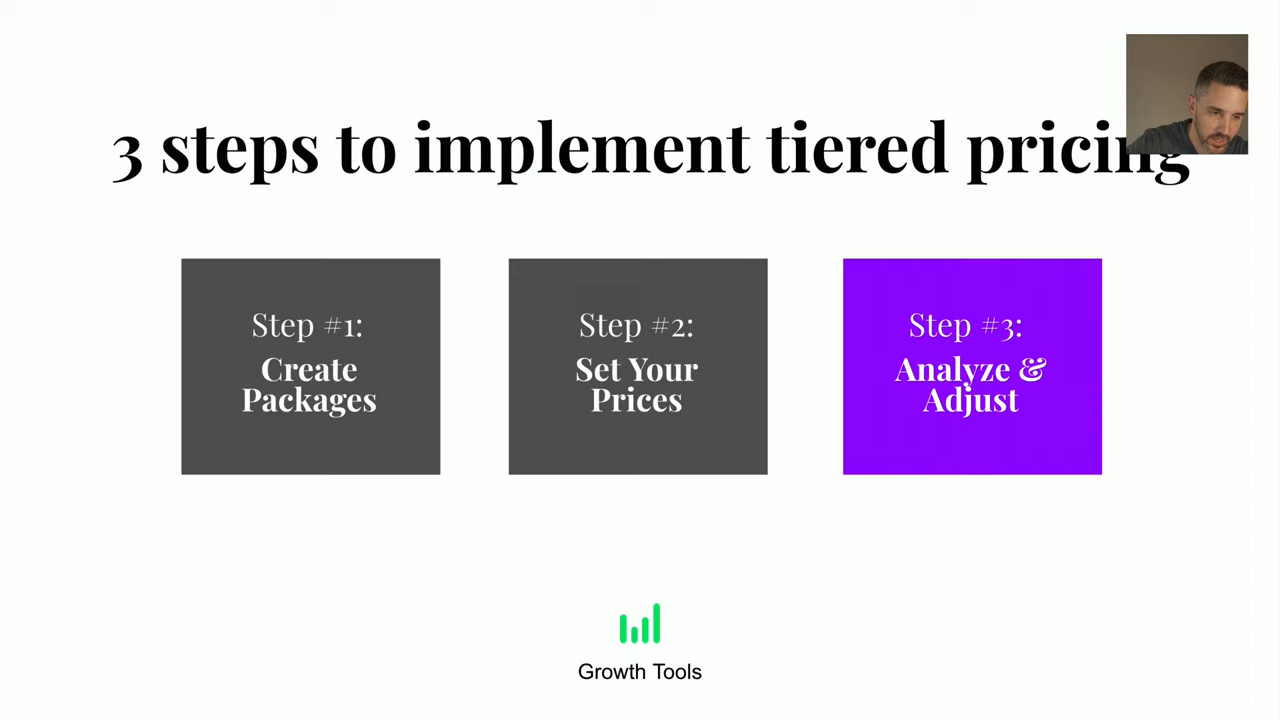 3 steps to implement tiered pricing
Step #1:
Create
Packages
Step #2:
Set Your
Prices
Step #3:
Analyze &
Adjust
Growth Tools